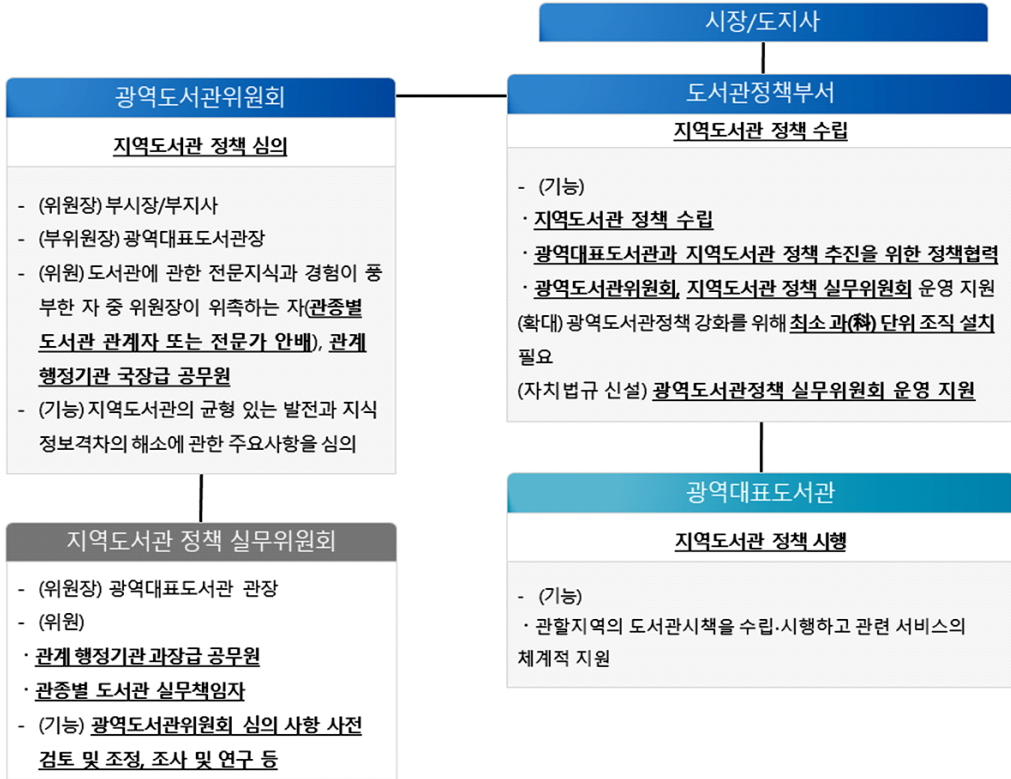 시장/도지사
광역도서관위원회
지역도서관 정책 심의
- (위원장) 부시장/부지사
- (부위원장) 광역대표도서관장
- (위원) 도서관에 관한 전문지식과 경험이 풍
부한 자 중 위원장이 위촉하는 자(관종별
도서관 관계자 또는 전문가 안배), 관계
행정기관 국장급 공무원
- (기능) 지역도서관의 균형 있는 발전과 지식
정보격차의 해소에 관한 주요사항을 심의
지역도서관 정책 실무위원회
- (위원장) 광역대표도서관 관장
- (위원)
· 관계 행정기관 과장급 공무원
· 관종별 도서관 실무책임자
- (기능) 광역도서관위원회 심의 사항 사전
검토 및 조정, 조사 및 연구 등
도서관정책부서
지역도서관 정책 수립
- (기능)
· 지역도서관 정책 수립
· 광역대표도서관과 지역도서관 정책 추진을 위한 정책협력
· 광역도서관위원회, 지역도서관 정책 실무위원회 운영 지원
(확대) 광역도서관정책 강화를 위해 최소 과(科) 단위 조직 설치
필요
(자치법규 신설) 광역도서관정책 실무위원회 운영 지원
광역대표도서관
지역도서관 정책 시행
- (기능)
· 관할지역의 도서관시책을 수립·시행하고 관련 서비스의
체계적 지원